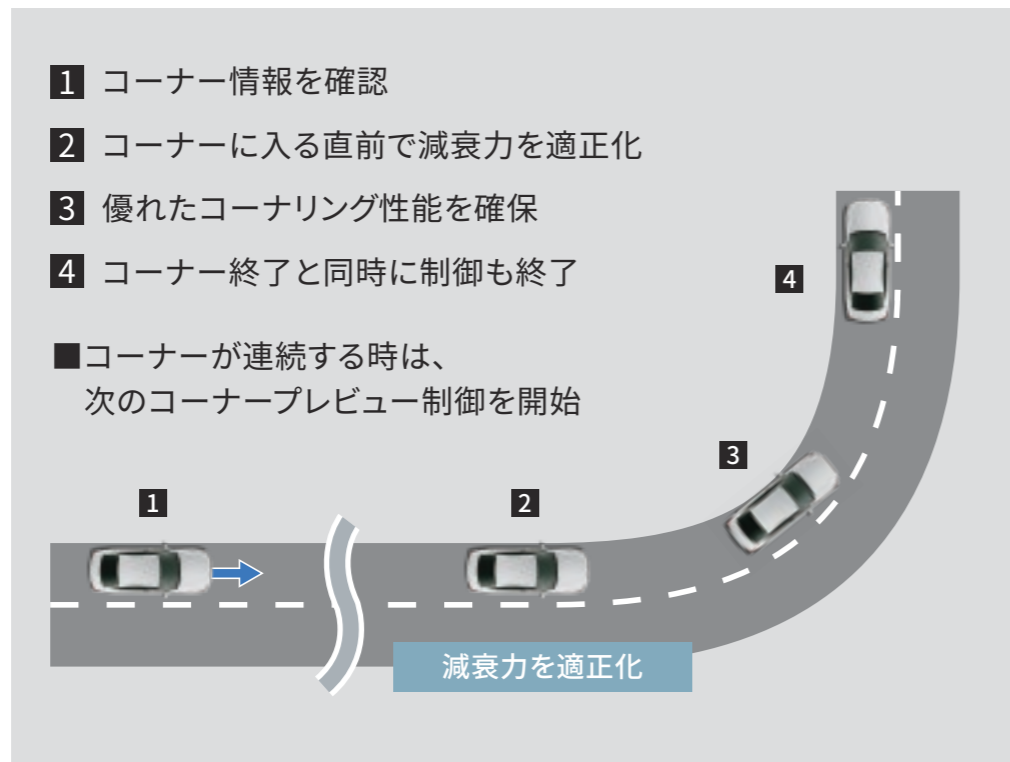 1 コーナー情報を確認
2 コーナーに入る直前で減衰力を適正化
3 優れたコーナリング性能を確保
4 コーナー終了と同時に制御も終了
■コーナーが連続する時は、
次のコーナープレビュー制御を開始
4
3
1
2
減衰力を適正化